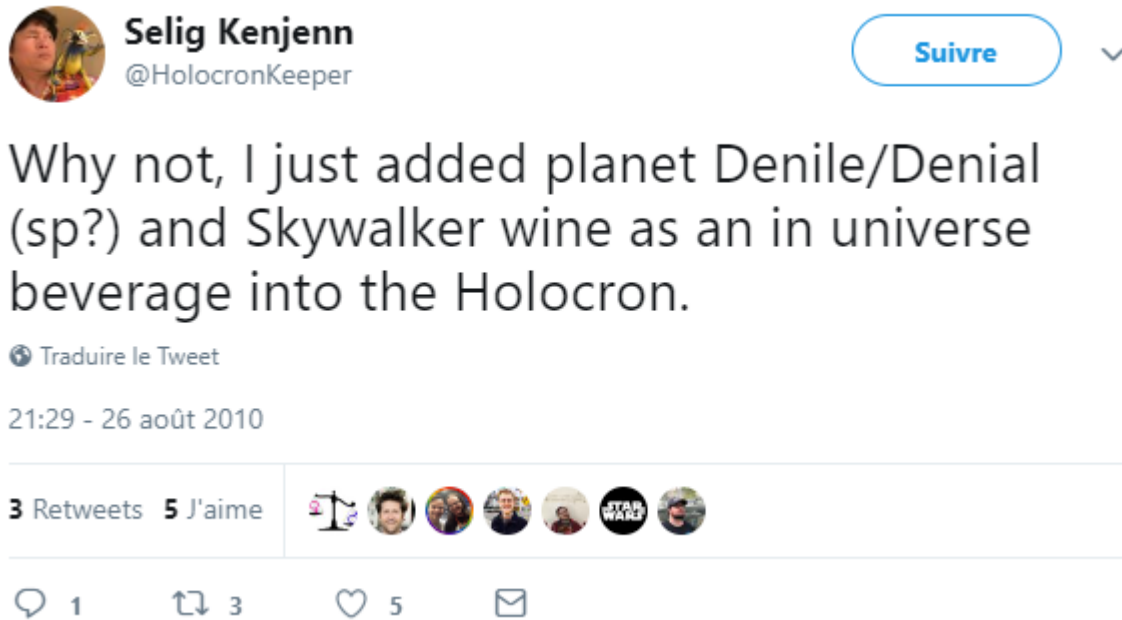 Selig Kenjenn
@HolocronKeeper
Suivre
Why not, I just added planet Denile/Denial
(sp?) and Skywalker wine as an in universe
beverage into the Holocron.
Traduire le Tweet
21:29 - 26 août 2010
3 Retweets 5 J'aime
STAR
WARS
1 3 5